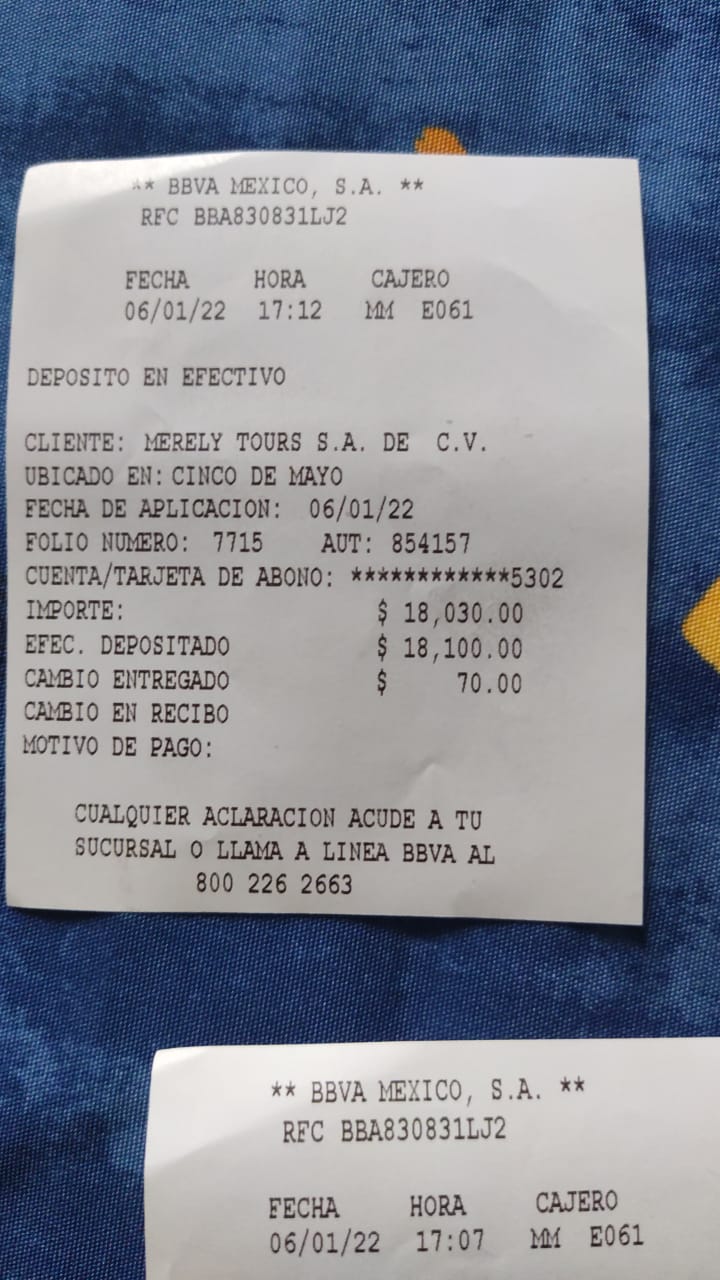 ** BBVA MEXICO, S.A. **
RFC BBA830831LJ2
FECHA HORA CAJERO
06/01/22 17:12 MM E061
DEPOSITO EN EFECTIVO
CLIENTE: MERELY TOURS S.A. DE C.V.
UBICADO EN: CINCO DE MAYO
FECHA DE APLICACION: 06/01/22
FOLIO NUMERO: 7715 AUT: 854157
CUENTA/TARJETA DE ABONO: ************5302
IMPORTE: $ 18,030.00
EFEC. DEPOSITADO $ 18,100.00
CAMBIO ENTREGADO $ 70.00
CAMBIO EN RECIBO
MOTIVO DE PAGO:
CUALQUIER ACLARACION ACUDE A TU
SUCURSAL O LLAMA A LINEA BBVA AL
800 226 2663
** BBVA MEXICO, S.A. **
RFC BBA830831LJ2
FECHA HORA CAJERO
06/01/22 17:07 MM E061